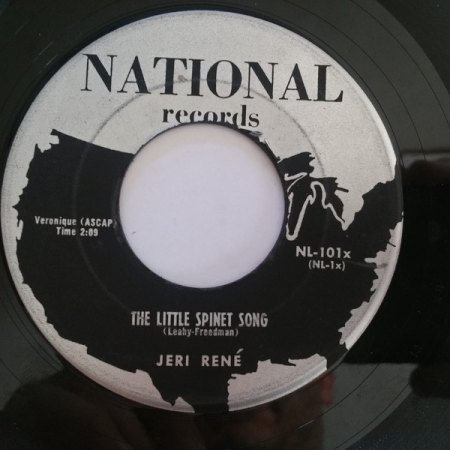 NATIONAL
records
Veronique (ASCAP)
Time 2:09
NL-101x
(NL-1x)
THE LITTLE SPINET SONG
(Leahy-Freedman)
JERI RENÉ